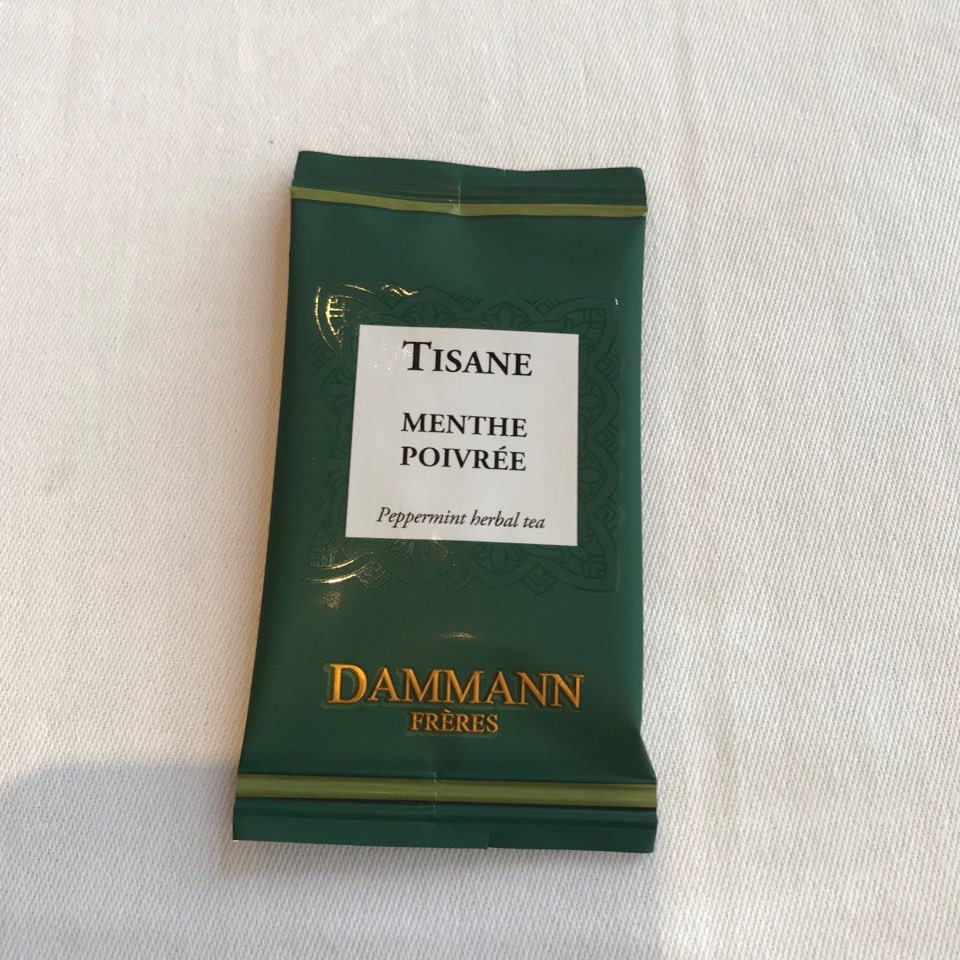 TISANE
MENTHE
POIVRÉE
Peppermint herbal tea
DAMMANN
FRÈRES